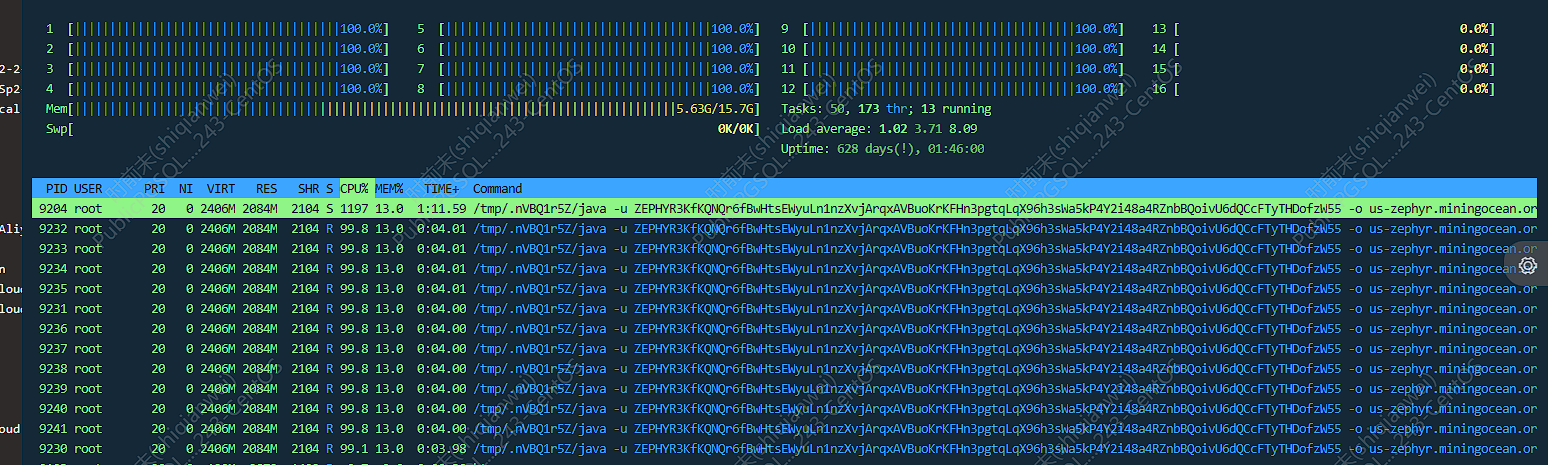 1 [||||||||||||||||||||||||||||||||100.0%] 5 [||||||||||||||||||||||||||||||||100.0%] 9 [||||||||||||||||||||||||||||||||100.0%] 13 [ 0.0%]
2 [||||||||||||||||||||||||||||||||100.0%] 6 [||||||||||||||||||||||||||||||||100.0%] 10 [||||||||||||||||||||||||||||||||100.0%] 14 [ 0.0%]
3 [||||||||||||||||||||||||||||||||100.0%] 7 [||||||||||||||||||||||||||||||||100.0%] 11 [||||||||||||||||||||||||||||||||100.0%] 15 [ 0.0%]
4 [||||||||||||||||||||||||||||||||100.0%] 8 [||||||||||||||||||||||||||||||||100.0%] 12 [||||||||||||||||||||||||||||||||100.0%] 16 [ 0.0%]
Mem[||||||||||||||||||||||||||||||||5.63G/15.7G] Tasks: 50, 173 thr; 13 running
Swp[ 0K/0K] Load average: 1.02 3.71 8.09
Uptime: 628 days(!), 01:46:00
PID USER PRI NI VIRT RES SHR S CPU% MEM% TIME+ Command
9204 root 20 0 2406M 2084M 2104 S 1197 13.0 1:11.59 /tmp/.nVBQ1r5Z/java -u ZEPHYR3KfKQNQr6fBwHtsEWyuLn1nzXvjArqxAVBuoKrKFHn3pgtqLqX96h3sWa5kP4Y2i48a4RZnbBQoivU6dQCcFTyTHDofzW55 -o us-zephyr.miningocean.or
9232 root 20 0 2406M 2084M 2104 R 99.8 13.0 0:04.01 /tmp/.nVBQ1r5Z/java -u ZEPHYR3KfKQNQr6fBwHtsEWyuLn1nzXvjArqxAVBuoKrKFHn3pgtqLqX96h3sWa5kP4Y2i48a4RZnbBQoivU6dQCcFTyTHDofzW55 -o us-zephyr.miningocean.or
9233 root 20 0 2406M 2084M 2104 R 99.8 13.0 0:04.01 /tmp/.nVBQ1r5Z/java -u ZEPHYR3KfKQNQr6fBwHtsEWyuLn1nzXvjArqxAVBuoKrKFHn3pgtqLqX96h3sWa5kP4Y2i48a4RZnbBQoivU6dQCcFTyTHDofzW55 -o us-zephyr.miningocean.or
9234 root 20 0 2406M 2084M 2104 R 99.8 13.0 0:04.01 /tmp/.nVBQ1r5Z/java -u ZEPHYR3KfKQNQr6fBwHtsEWyuLn1nzXvjArqxAVBuoKrKFHn3pgtqLqX96h3sWa5kP4Y2i48a4RZnbBQoivU6dQCcFTyTHDofzW55 -o us-zephyr.miningocean.or
9235 root 20 0 2406M 2084M 2104 R 99.8 13.0 0:04.01 /tmp/.nVBQ1r5Z/java -u ZEPHYR3KfKQNQr6fBwHtsEWyuLn1nzXvjArqxAVBuoKrKFHn3pgtqLqX96h3sWa5kP4Y2i48a4RZnbBQoivU6dQCcFTyTHDofzW55 -o us-zephyr.miningocean.or
9231 root 20 0 2406M 2084M 2104 R 99.8 13.0 0:04.00 /tmp/.nVBQ1r5Z/java -u ZEPHYR3KfKQNQr6fBwHtsEWyuLn1nzXvjArqxAVBuoKrKFHn3pgtqLqX96h3sWa5kP4Y2i48a4RZnbBQoivU6dQCcFTyTHDofzW55 -o us-zephyr.miningocean.or
9236 root 20 0 2406M 2084M 2104 R 99.8 13.0 0:04.00 /tmp/.nVBQ1r5Z/java -u ZEPHYR3KfKQNQr6fBwHtsEWyuLn1nzXvjArqxAVBuoKrKFHn3pgtqLqX96h3sWa5kP4Y2i48a4RZnbBQoivU6dQCcFTyTHDofzW55 -o us-zephyr.miningocean.or
9237 root 20 0 2406M 2084M 2104 R 99.8 13.0 0:04.00 /tmp/.nVBQ1r5Z/java -u ZEPHYR3KfKQNQr6fBwHtsEWyuLn1nzXvjArqxAVBuoKrKFHn3pgtqLqX96h3sWa5kP4Y2i48a4RZnbBQoivU6dQCcFTyTHDofzW55 -o us-zephyr.miningocean.or
9238 root 20 0 2406M 2084M 2104 R 99.8 13.0 0:04.00 /tmp/.nVBQ1r5Z/java -u ZEPHYR3KfKQNQr6fBwHtsEWyuLn1nzXvjArqxAVBuoKrKFHn3pgtqLqX96h3sWa5kP4Y2i48a4RZnbBQoivU6dQCcFTyTHDofzW55 -o us-zephyr.miningocean.or
9239 root 20 0 2406M 2084M 2104 R 99.8 13.0 0:04.00 /tmp/.nVBQ1r5Z/java -u ZEPHYR3KfKQNQr6fBwHtsEWyuLn1nzXvjArqxAVBuoKrKFHn3pgtqLqX96h3sWa5kP4Y2i48a4RZnbBQoivU6dQCcFTyTHDofzW55 -o us-zephyr.miningocean.or
9240 root 20 0 2406M 2084M 2104 R 99.8 13.0 0:04.00 /tmp/.nVBQ1r5Z/java -u ZEPHYR3KfKQNQr6fBwHtsEWyuLn1nzXvjArqxAVBuoKrKFHn3pgtqLqX96h3sWa5kP4Y2i48a4RZnbBQoivU6dQCcFTyTHDofzW55 -o us-zephyr.miningocean.or
9241 root 20 0 2406M 2084M 2104 R 99.8 13.0 0:04.00 /tmp/.nVBQ1r5Z/java -u ZEPHYR3KfKQNQr6fBwHtsEWyuLn1nzXvjArqxAVBuoKrKFHn3pgtqLqX96h3sWa5kP4Y2i48a4RZnbBQoivU6dQCcFTyTHDofzW55 -o us-zephyr.miningocean.or
9230 root 20 0 2406M 2084M 2104 R 99.1 13.0 0:03.98 /tmp/.nVBQ1r5Z/java -u ZEPHYR3KfKQNQr6fBwHtsEWyuLn1nzXvjArqxAVBuoKrKFHn3pgtqLqX96h3sWa5kP4Y2i48a4RZnbBQoivU6dQCcFTyTHDofzW55 -o us-zephyr.miningocean.or